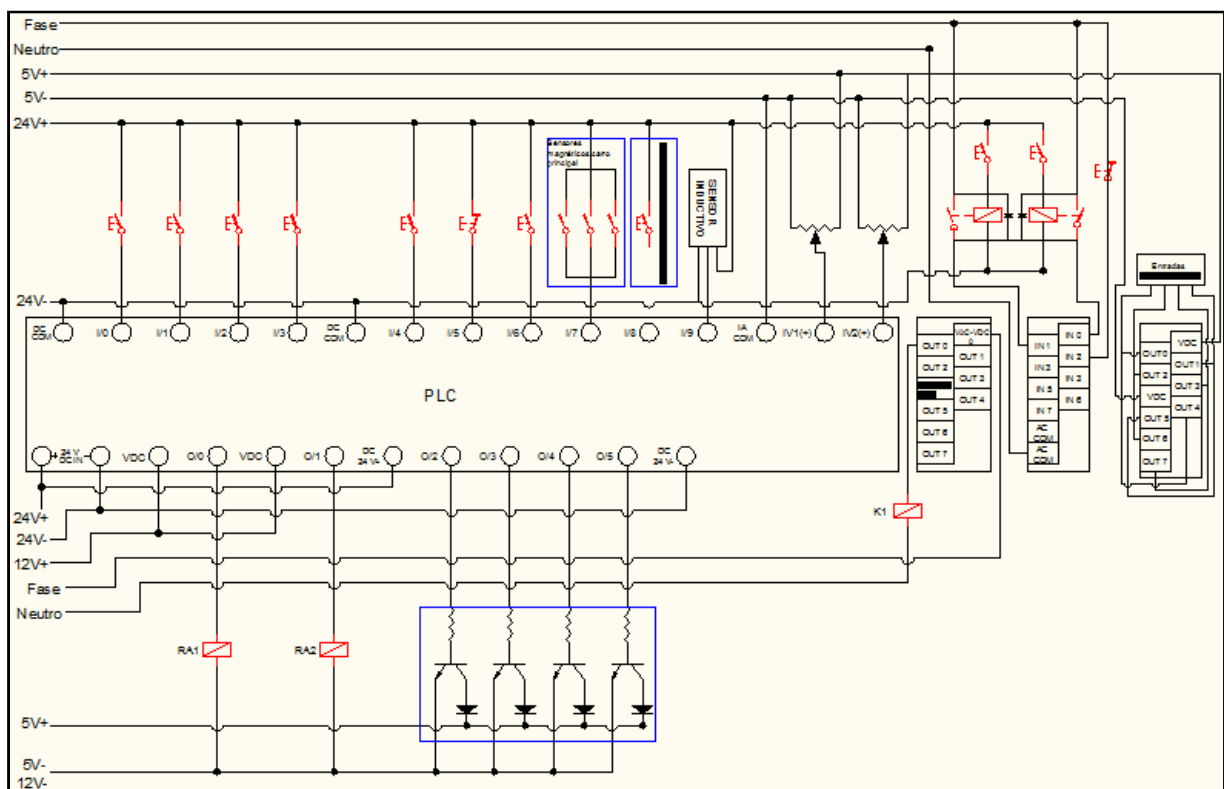 Fase
Neutro
5V+
5V-
24V+
Sensores
magnéticos carro
principal
SENSOR
INDUCTIVO
Entradas
24V-
DC
COM
I/0
I/1
I/2
I/3
DC
COM
I/4
I/5
I/6
I/7
I/8
I/9
IA
COM
IV1(+)
IV2(+)
PLC
+ 24 V
DC IN -
VDC
O/0
VDC
O/1
DC
24 V
O/2
O/3
O/4
O/5
DC
24 V
VAC-VDC
0
OUT 0
OUT 1
OUT 2
OUT 3
OUT 4
OUT 5
OUT 6
OUT 7
IN 0
IN 1
IN 2
IN 3
IN 3
IN 5
IN 6
IN 7
AC
COM
AC
COM
VDC
OUT 0
OUT 1
OUT 2
OUT 3
VDC
OUT 4
OUT 5
OUT 6
OUT 7
24V+
24V-
12V+
Fase
Neutro
K1
RA1
RA2
5V+
5V-
12V-